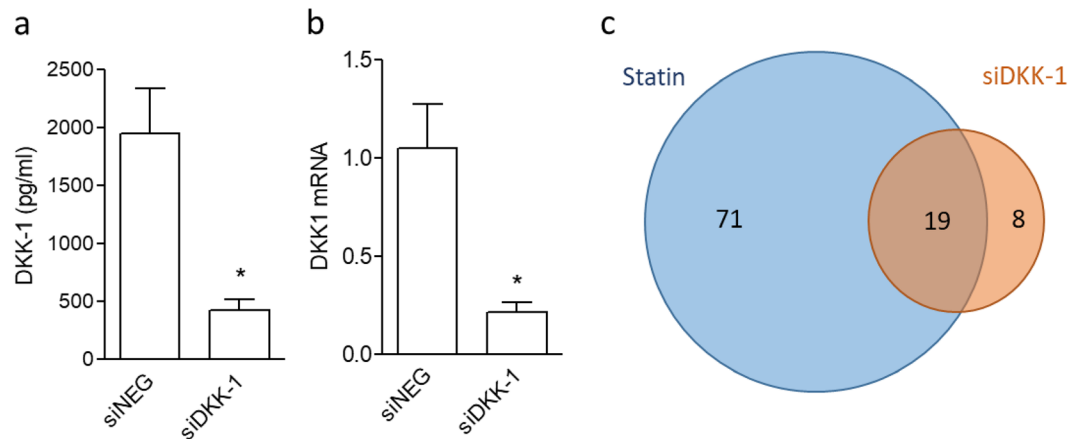 a
2500
2000
1500
1000
500
0
DKK-1 (pg/ml)
*
siNEG
siDKK-1
b
1.5
1.0
0.5
0.0
DKK1 mRNA
*
siNEG
siDKK-1
c
Statin
siDKK-1
71
19
8